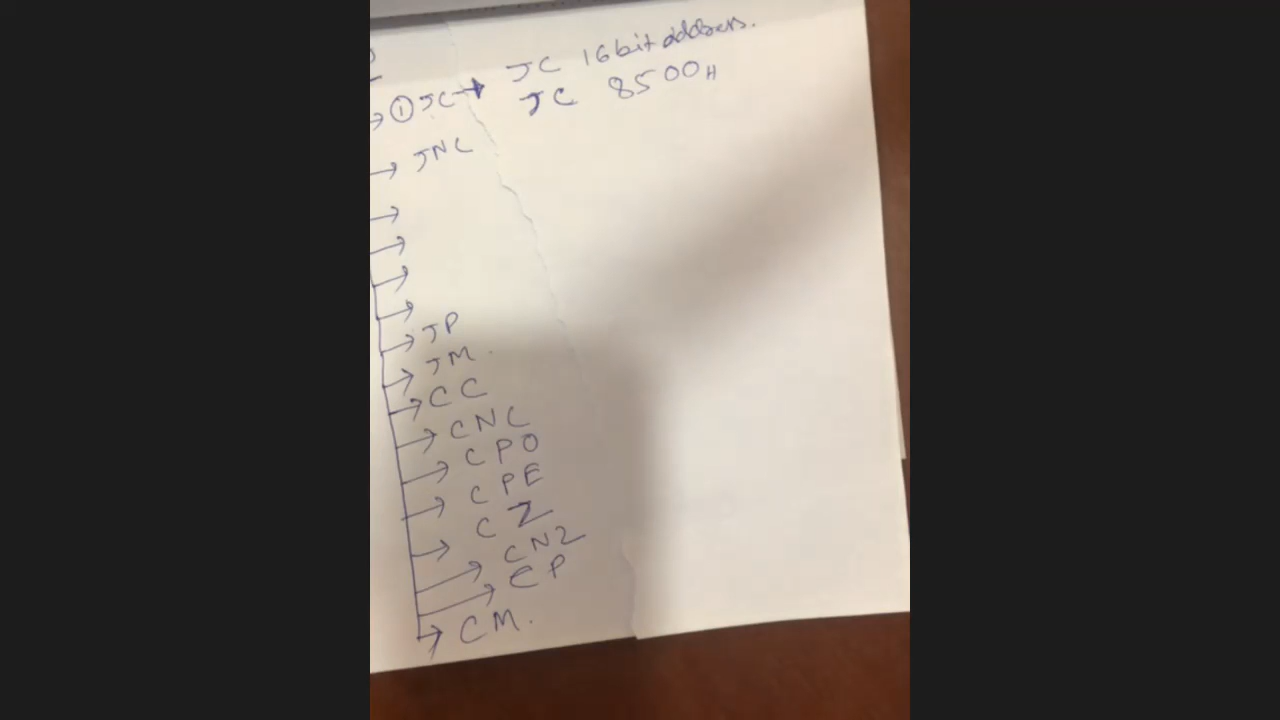 JC 16 bit address.
→ ① JC → JC 8500H
→ JNC
→
→
→
→
→ JP
→ JM.
→ CC
→ CNC
→ CPO
→ CPE
→ CZ
→ CNZ
→ CP
→ CM.